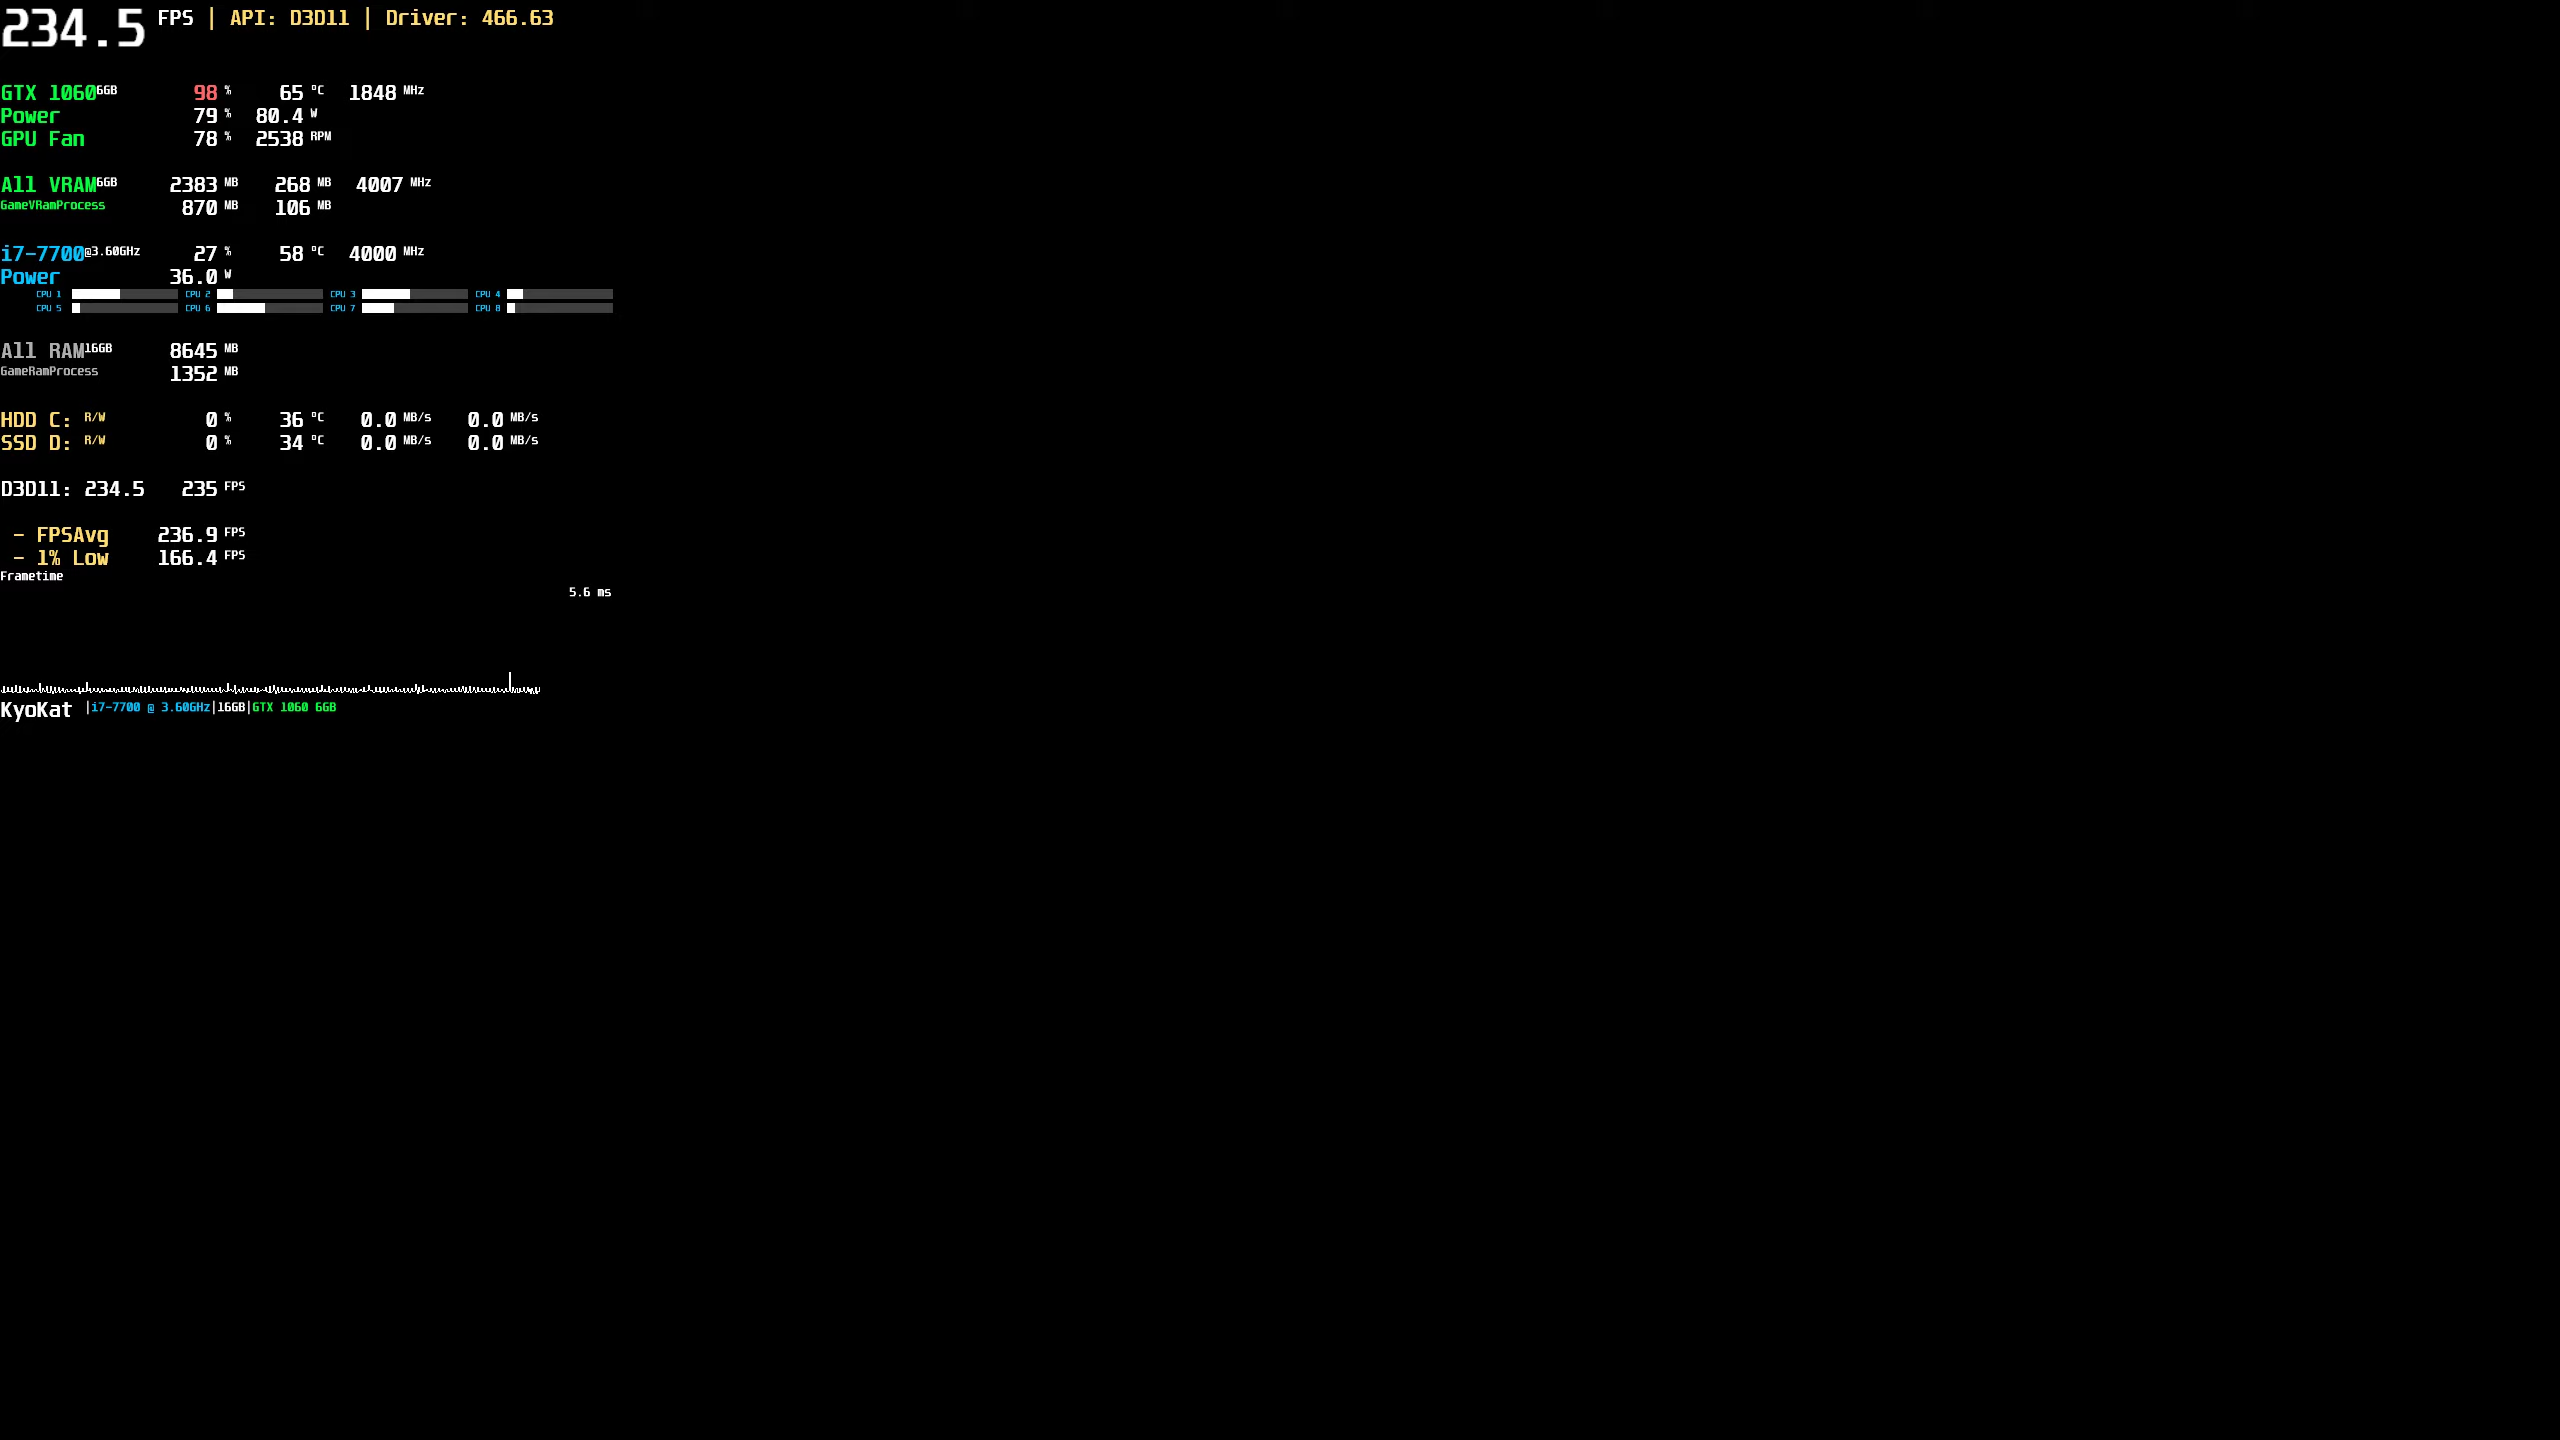 234.5 FPS | API: D3D11 | Driver: 466.63
GTX 1060 6GB 98 % 65 °C 1848 MHz
Power 79 % 80.4 W
GPU Fan 78 % 2538 RPM
All VRAM 6GB 2383 MB 268 MB 4007 MHz
GameVRamProcess 870 MB 106 MB
i7-7700 @3.60GHz 27 % 58 °C 4000 MHz
Power 36.0 W
CPU 1 CPU 2 CPU 3 CPU 4
CPU 5 CPU 6 CPU 7 CPU 8
All RAM 16GB 8645 MB
GameRamProcess 1352 MB
HDD C: R/W 0 % 36 °C 0.0 MB/s 0.0 MB/s
SSD D: R/W 0 % 34 °C 0.0 MB/s 0.0 MB/s
D3D11: 234.5 235 FPS
- FPSAvg 236.9 FPS
- 1% Low 166.4 FPS
Frametime
5.6 ms
KyoKat |i7-7700 @ 3.60GHz|16GB|GTX 1060 6GB